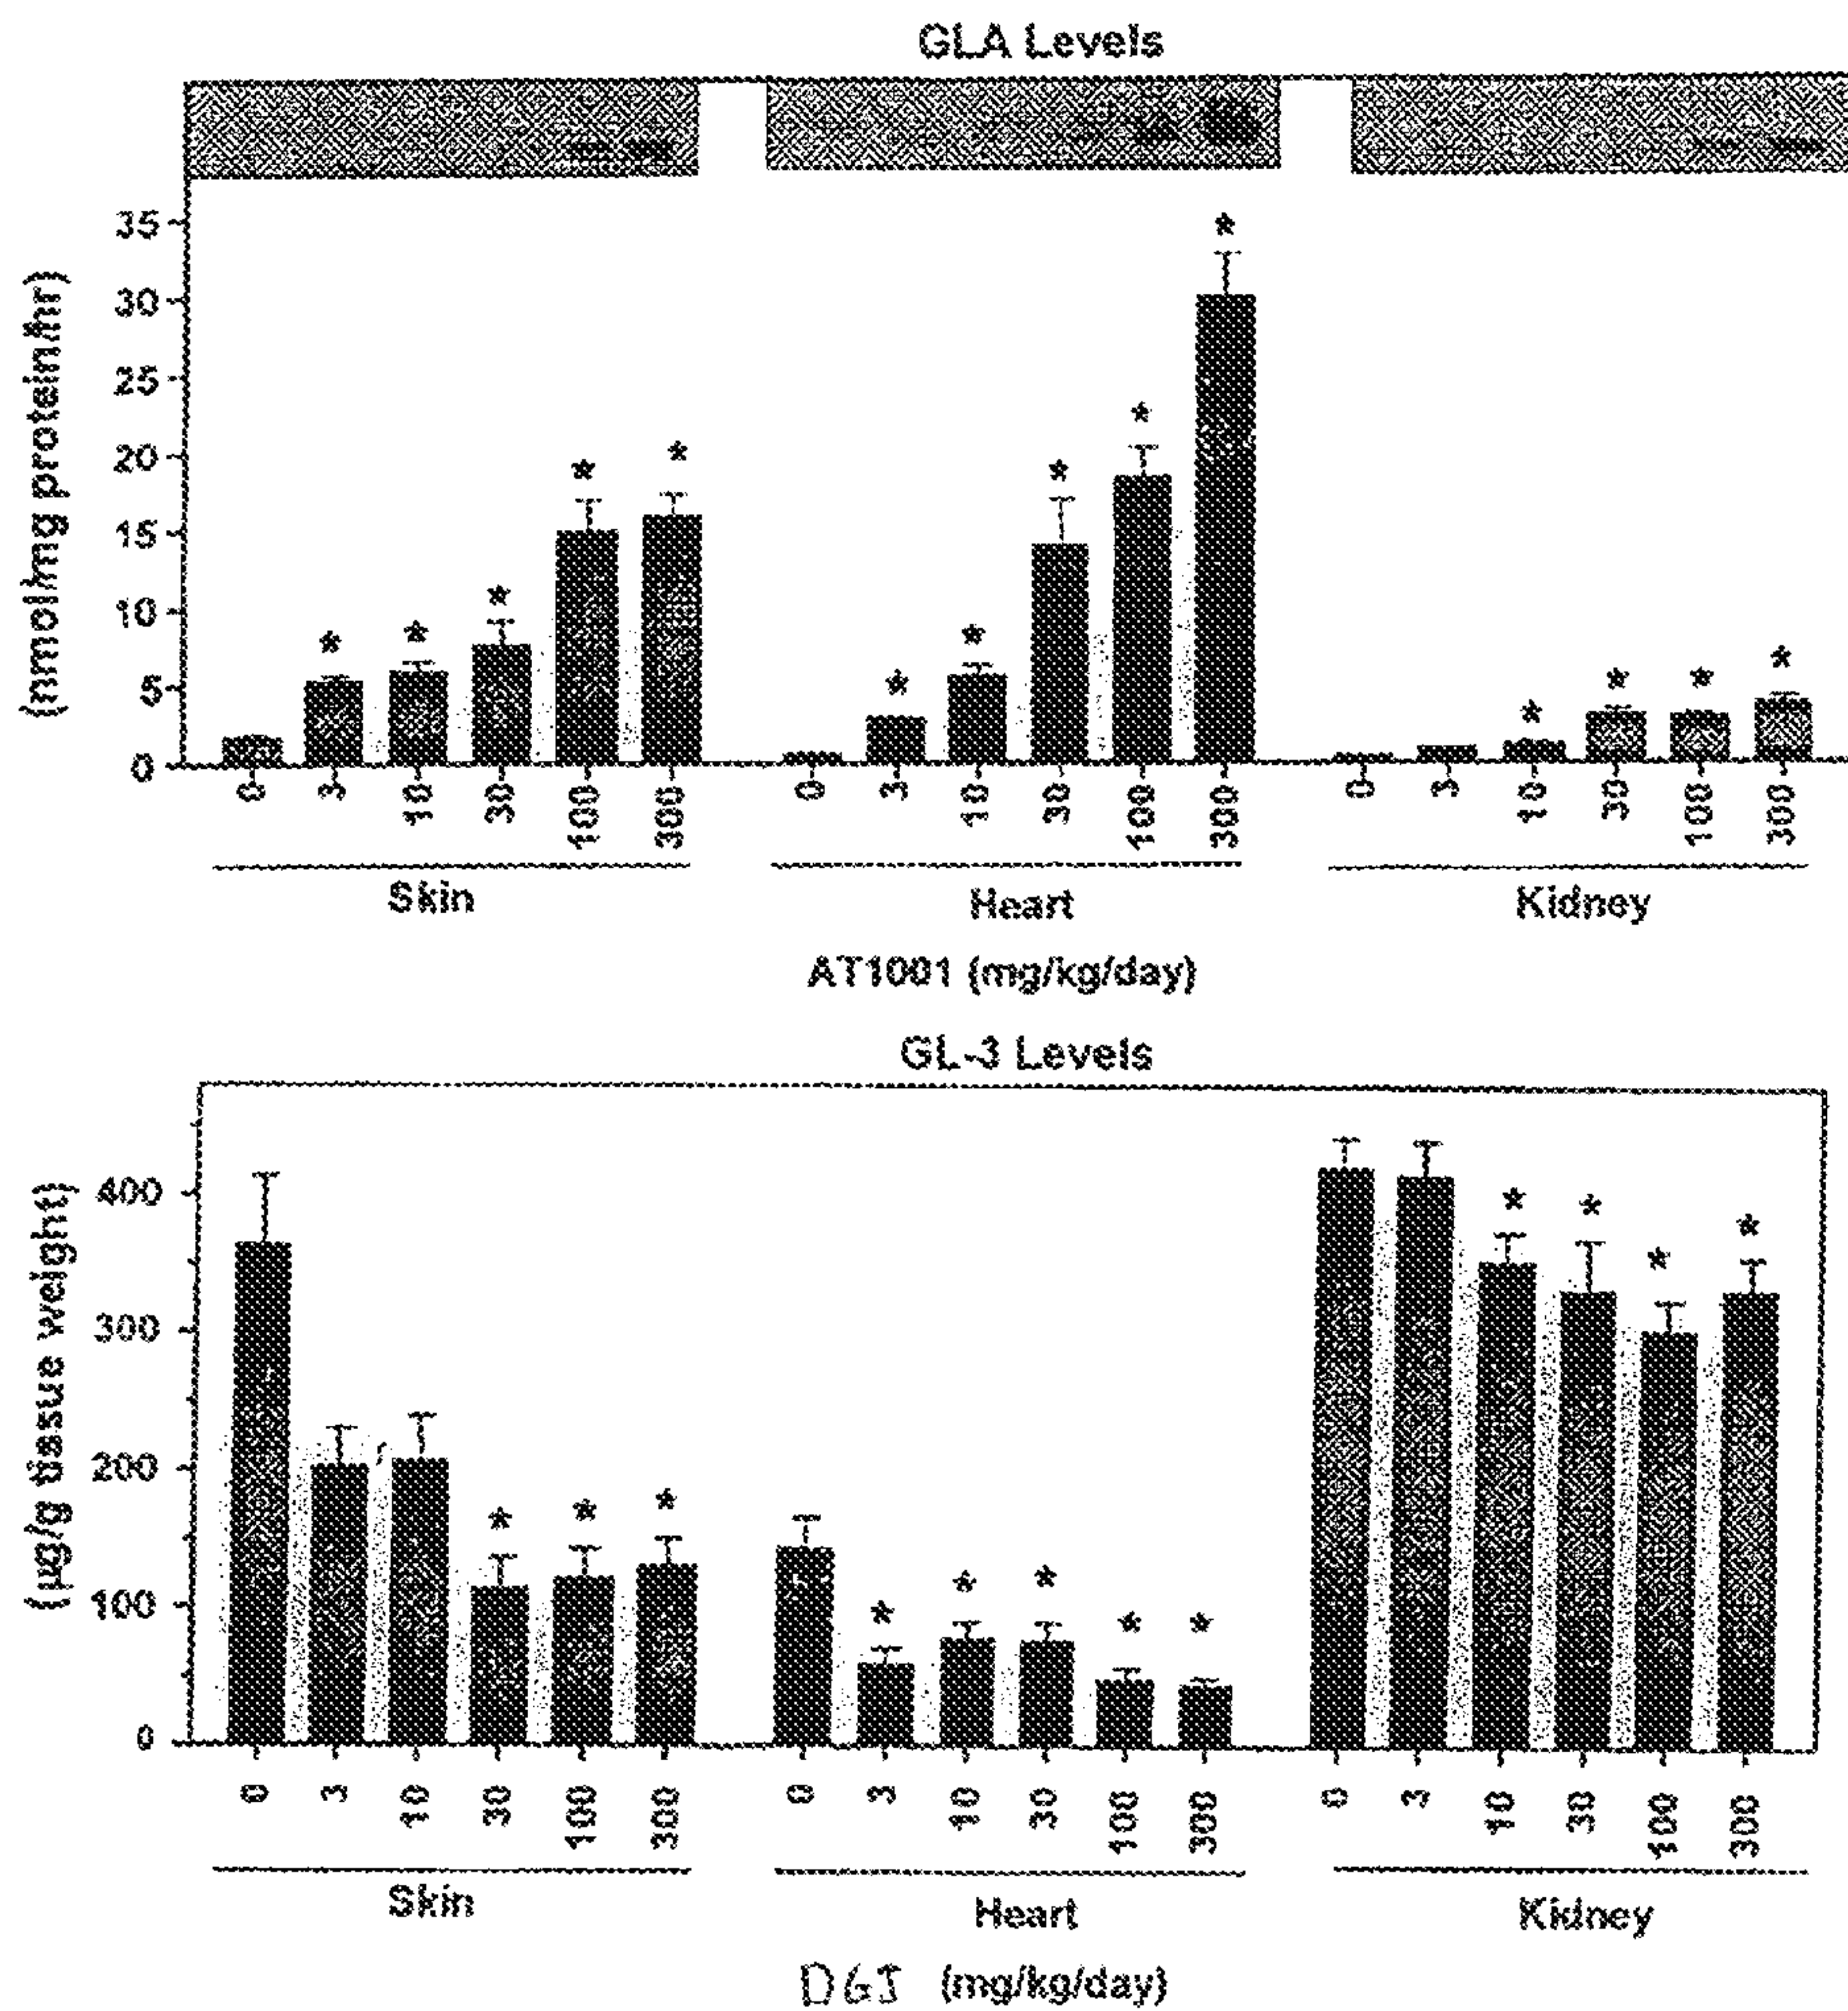 GLA Levels
(nmol/mg protein/hr)
35
30
25
20
15
10
5
0
* * * * * * * * * * * * * *
0 3 10 30 100 300 0 3 10 30 100 300 0 3 10 30 100 300
Skin Heart Kidney
AT1001 (mg/kg/day)
GL-3 Levels
(µg/g tissue weight)
400
300
200
100
0
* * * * * * * * * * * *
0 3 10 30 100 300 0 3 10 30 100 300 0 3 10 30 100 300
Skin Heart Kidney
DGJ (mg/kg/day)